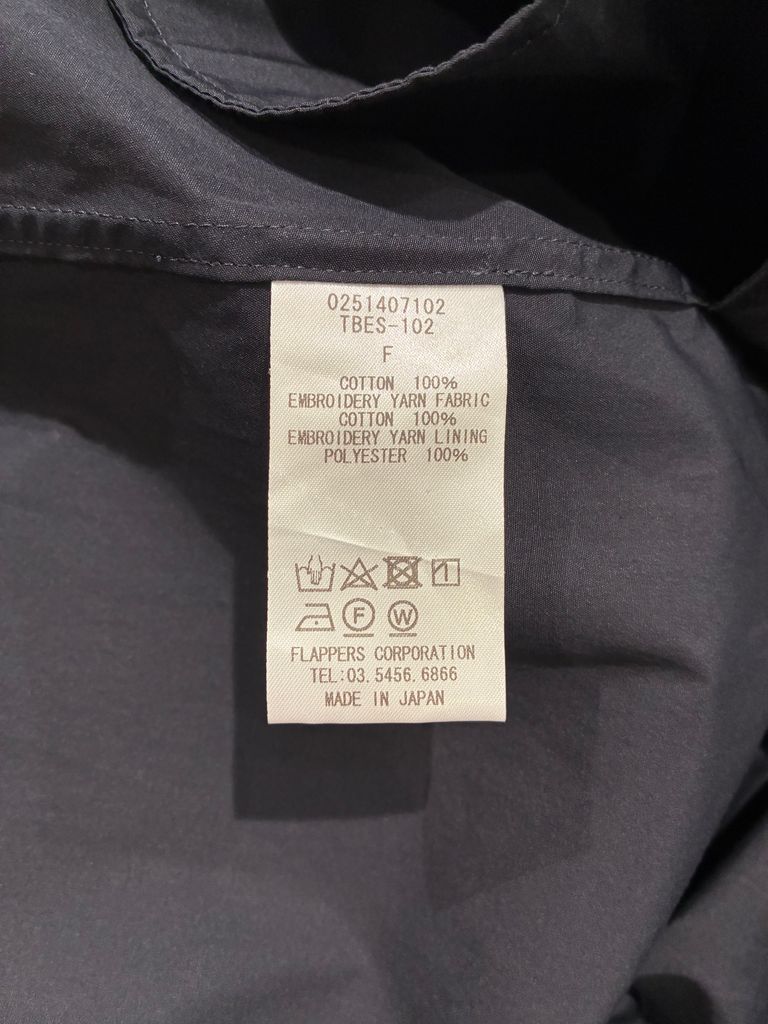 0251407102
TBES-102
F
COTTON 100%
EMBROIDERY YARN FABRIC
COTTON 100%
EMBROIDERY YARN LINING
POLYESTER 100%
F W
FLAPPERS CORPORATION
TEL:03.5456.6866
MADE IN JAPAN